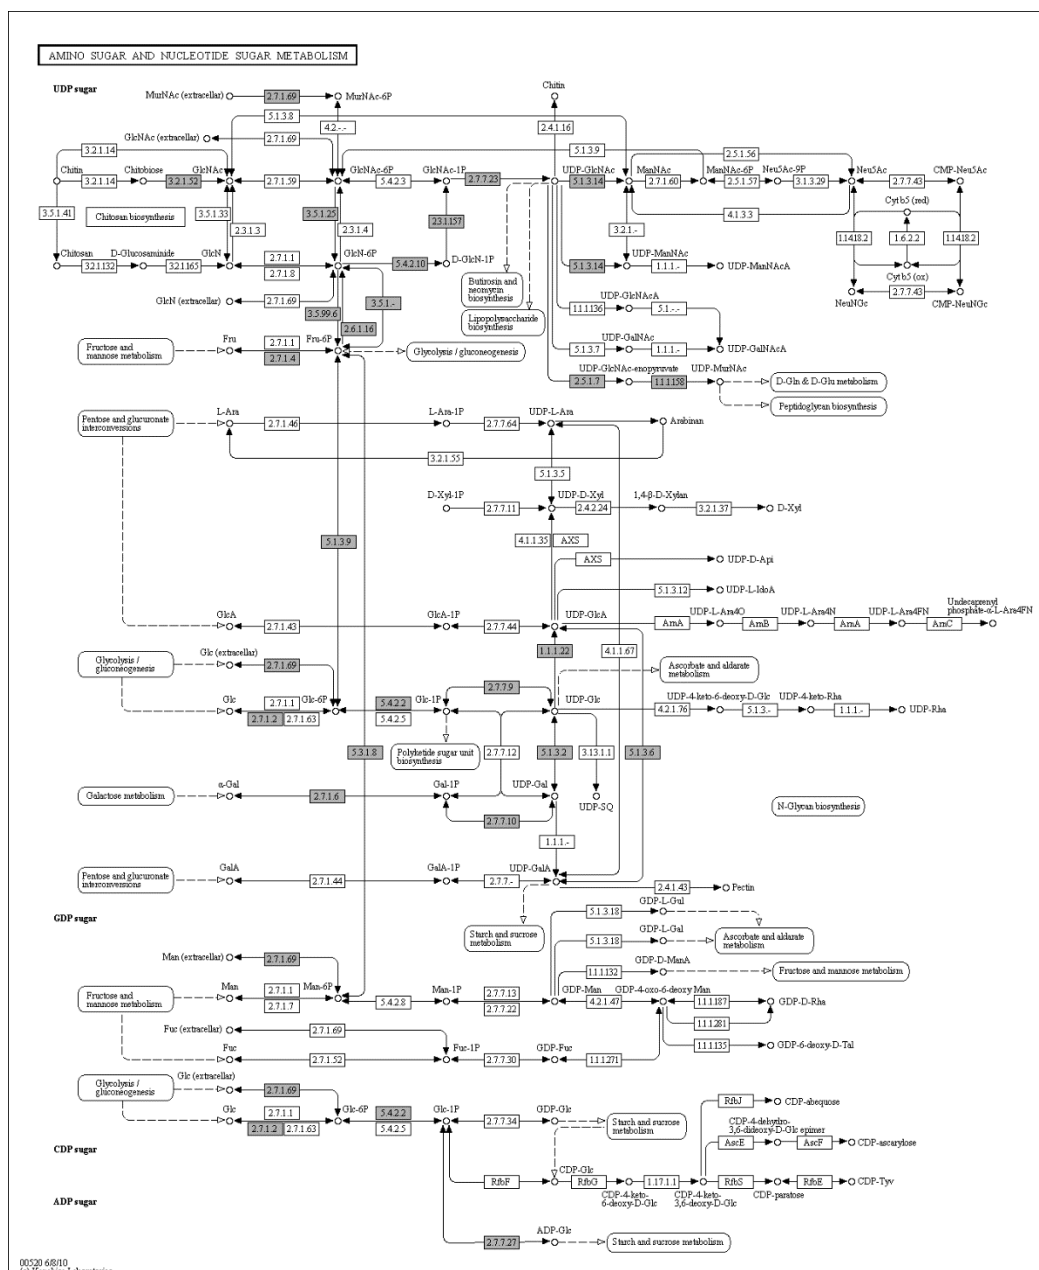 AMINO SUGAR AND NUCLEOTIDE SUGAR METABOLISM
UDP sugar
MurNAc (extracellar)
2.7.1.69
MurNAc-6P
Chitin
5.1.3.8
4.2.-.-
2.4.1.16
GlcNAc (extracellar)
2.7.1.69
3.2.1.14
5.1.3.9
2.5.1.56
Chitin
3.2.1.14
Chitobiose
3.2.1.52
GlcNAc
2.7.1.59
GlcNAc-6P
5.4.2.3
GlcNAc-1P
2.7.7.23
UDP-GlcNAc
5.1.3.14
ManNAc
2.7.1.60
ManNAc-6P
2.5.1.57
Neu5Ac-9P
3.1.3.29
Neu5Ac
2.7.7.43
CMP-Neu5Ac
3.5.1.41
Chitosan biosynthesis
3.5.1.33
2.3.1.3
3.5.1.25
2.3.1.4
2.3.1.157
4.1.3.3
3.2.1.-
Cyt b5 (red)
1.14.18.2
1.6.2.2
1.14.18.2
Cyt b5 (ox)
Chitosan
3.2.1.132
D-Glucosaminide
3.2.1.165
GlcN
2.7.1.1
2.7.1.8
GlcN-6P
5.4.2.10
D-GlcN-1P
5.1.3.14
UDP-ManNAc
1.1.1.-
UDP-ManNAcA
NeuNGc
2.7.7.43
CMP-NeuNGc
Butirosin and
neomycin
biosynthesis
GlcN (extracellar)
2.7.1.69
3.5.99.6
3.5.1.-
2.6.1.16
Lipopolysaccharide
biosynthesis
UDP-GlcNAcA
1.1.1.136
5.1.-.-
UDP-GalNAc
5.1.3.7
1.1.1.-
UDP-GalNAcA
Fructose and
mannose metabolism
Fru
2.7.1.1
2.7.1.4
Fru-6P
Glycolysis / gluconeogenesis
UDP-GlcNAc-enopyruvate
2.5.1.7
1.1.1.158
UDP-MurNAc
D-Gln & D-Glu metabolism
Peptidoglycan biosynthesis
Pentose and glucuronate
interconversions
L-Ara
2.7.1.46
L-Ara-1P
2.7.7.64
UDP-L-Ara
Arabinan
3.2.1.55
5.1.3.5
D-Xyl-1P
2.7.7.11
UDP-D-Xyl
2.4.2.24
1,4-β-D-Xylan
3.2.1.37
D-Xyl
5.1.3.9
4.1.1.35
AXS
AXS
UDP-D-Api
5.1.3.12
UDP-L-IdoA
GlcA
2.7.1.43
GlcA-1P
2.7.7.44
UDP-GlcA
ArnA
UDP-L-Ara4O
ArnB
UDP-L-Ara4N
ArnA
UDP-L-Ara4FN
ArnC
Undecaprenyl
phosphate-α-L-Ara4FN
Glycolysis /
gluconeogenesis
Glc (extracellar)
2.7.1.69
1.1.1.22
4.1.1.67
Ascorbate and aldarate
metabolism
2.7.7.9
Glc
2.7.1.1
2.7.1.2
2.7.1.63
Glc-6P
5.4.2.2
5.4.2.5
Glc-1P
UDP-Glc
4.2.1.76
UDP-4-keto-6-deoxy-D-Glc
5.1.3.-
UDP-4-keto-Rha
1.1.1.-
UDP-Rha
5.3.1.8
Polyketide sugar unit
biosynthesis
2.7.7.12
5.1.3.2
3.13.1.1
5.1.3.6
Galactose metabolism
α-Gal
2.7.1.6
Gal-1P
UDP-Gal
UDP-SQ
N-Glycan biosynthesis
2.7.7.10
1.1.1.-
Pentose and glucuronate
interconversions
GalA
2.7.1.44
GalA-1P
2.7.7.-
UDP-GalA
2.4.1.43
Pectin
GDP sugar
Starch and sucrose
metabolism
5.1.3.18
GDP-L-Gul
5.1.3.18
GDP-L-Gal
Ascorbate and aldarate
metabolism
Man (extracellar)
2.7.1.69
1.1.1.132
GDP-D-ManA
Fructose and mannose metabolism
Fructose and
mannose metabolism
Man
2.7.1.1
2.7.1.7
Man-6P
5.4.2.8
Man-1P
2.7.7.13
2.7.7.22
GDP-Man
4.2.1.47
GDP-4-oxo-6-deoxy Man
1.1.1.187
1.1.1.281
GDP-D-Rha
Fuc (extracellar)
2.7.1.69
1.1.1.135
GDP-6-deoxy-D-Tal
Fuc
2.7.1.52
Fuc-1P
2.7.7.30
GDP-Fuc
1.1.1.271
Glycolysis /
gluconeogenesis
Glc (extracellar)
2.7.1.69
Glc
2.7.1.1
2.7.1.2
2.7.1.63
Glc-6P
5.4.2.2
5.4.2.5
Glc-1P
2.7.7.34
GDP-Glc
Starch and sucrose
metabolism
RfbJ
CDP-abequose
CDP-4-dehydro-
3,6-dideoxy-D-Glc epimer
AscE
AscF
CDP-ascarylose
CDP sugar
RfbF
CDP-Glc
RfbG
CDP-4-keto-
6-deoxy-D-Glc
1.17.1.1
CDP-4-keto-
3,6-deoxy-D-Glc
RfbS
CDP-paratose
RfbE
CDP-Tyv
ADP sugar
2.7.7.27
ADP-Glc
Starch and sucrose metabolism
00520 6/8/10